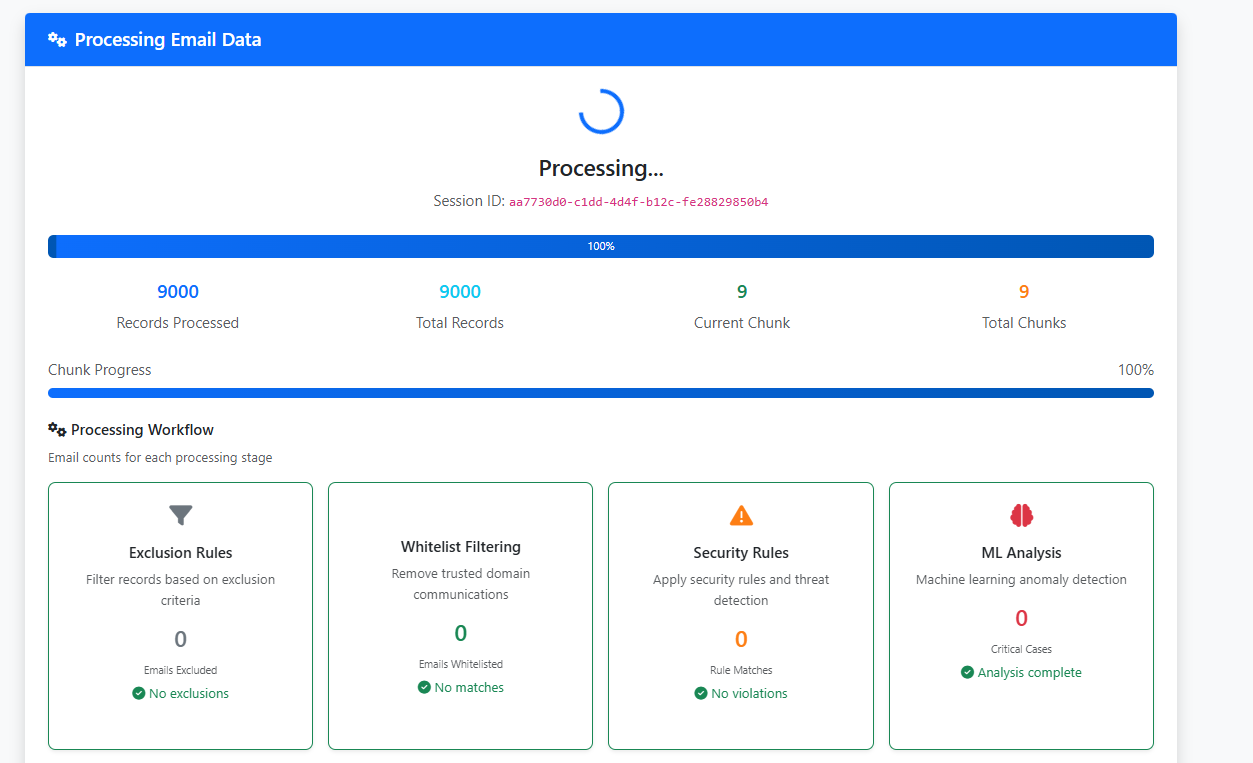 Processing Email Data
Processing...
Session ID: aa7730d0-c1dd-4d4f-b12c-fe28829850b4
100%
9000
Records Processed
9000
Total Records
9
Current Chunk
9
Total Chunks
Chunk Progress
100%
Processing Workflow
Email counts for each processing stage
Exclusion Rules
Filter records based on exclusion
criteria
0
Emails Excluded
No exclusions
Whitelist Filtering
Remove trusted domain
communications
0
Emails Whitelisted
No matches
Security Rules
Apply security rules and threat
detection
0
Rule Matches
No violations
ML Analysis
Machine learning anomaly detection
0
Critical Cases
Analysis complete